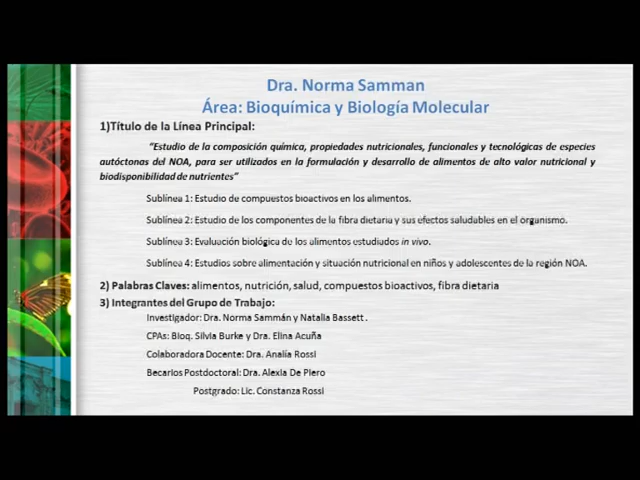 Dra. Norma Samman
Área: Bioquímica y Biología Molecular
1)Título de la Línea Principal:
"Estudio de la composición química, propiedades nutricionales, funcionales y tecnológicas de especies
autóctonas del NOA, para ser utilizados en la formulación y desarrollo de alimentos de alto valor nutricional y
biodisponibilidad de nutrientes"
Sublínea 1: Estudio de compuestos bioactivos en los alimentos.
Sublínea 2: Estudio de los componentes de la fibra dietaria y sus efectos saludables en el organismo.
Sublínea 3: Evaluación biológica de los alimentos estudiados in vivo.
Sublínea 4: Estudios sobre alimentación y situación nutricional en niños y adolescentes de la región NOA.
2) Palabras Claves: alimentos, nutrición, salud, compuestos bioactivos, fibra dietaria
3) Integrantes del Grupo de Trabajo:
Investigador: Dra. Norma Sammán y Natalia Bassett .
CPAs: Bioq. Silvia Burke y Dra. Elina Acuña
Colaboradora Docente: Dra. Analía Rossi
Becarios Postdoctoral: Dra. Alexia De Piero
Postgrado: Lic. Constanza Rossi